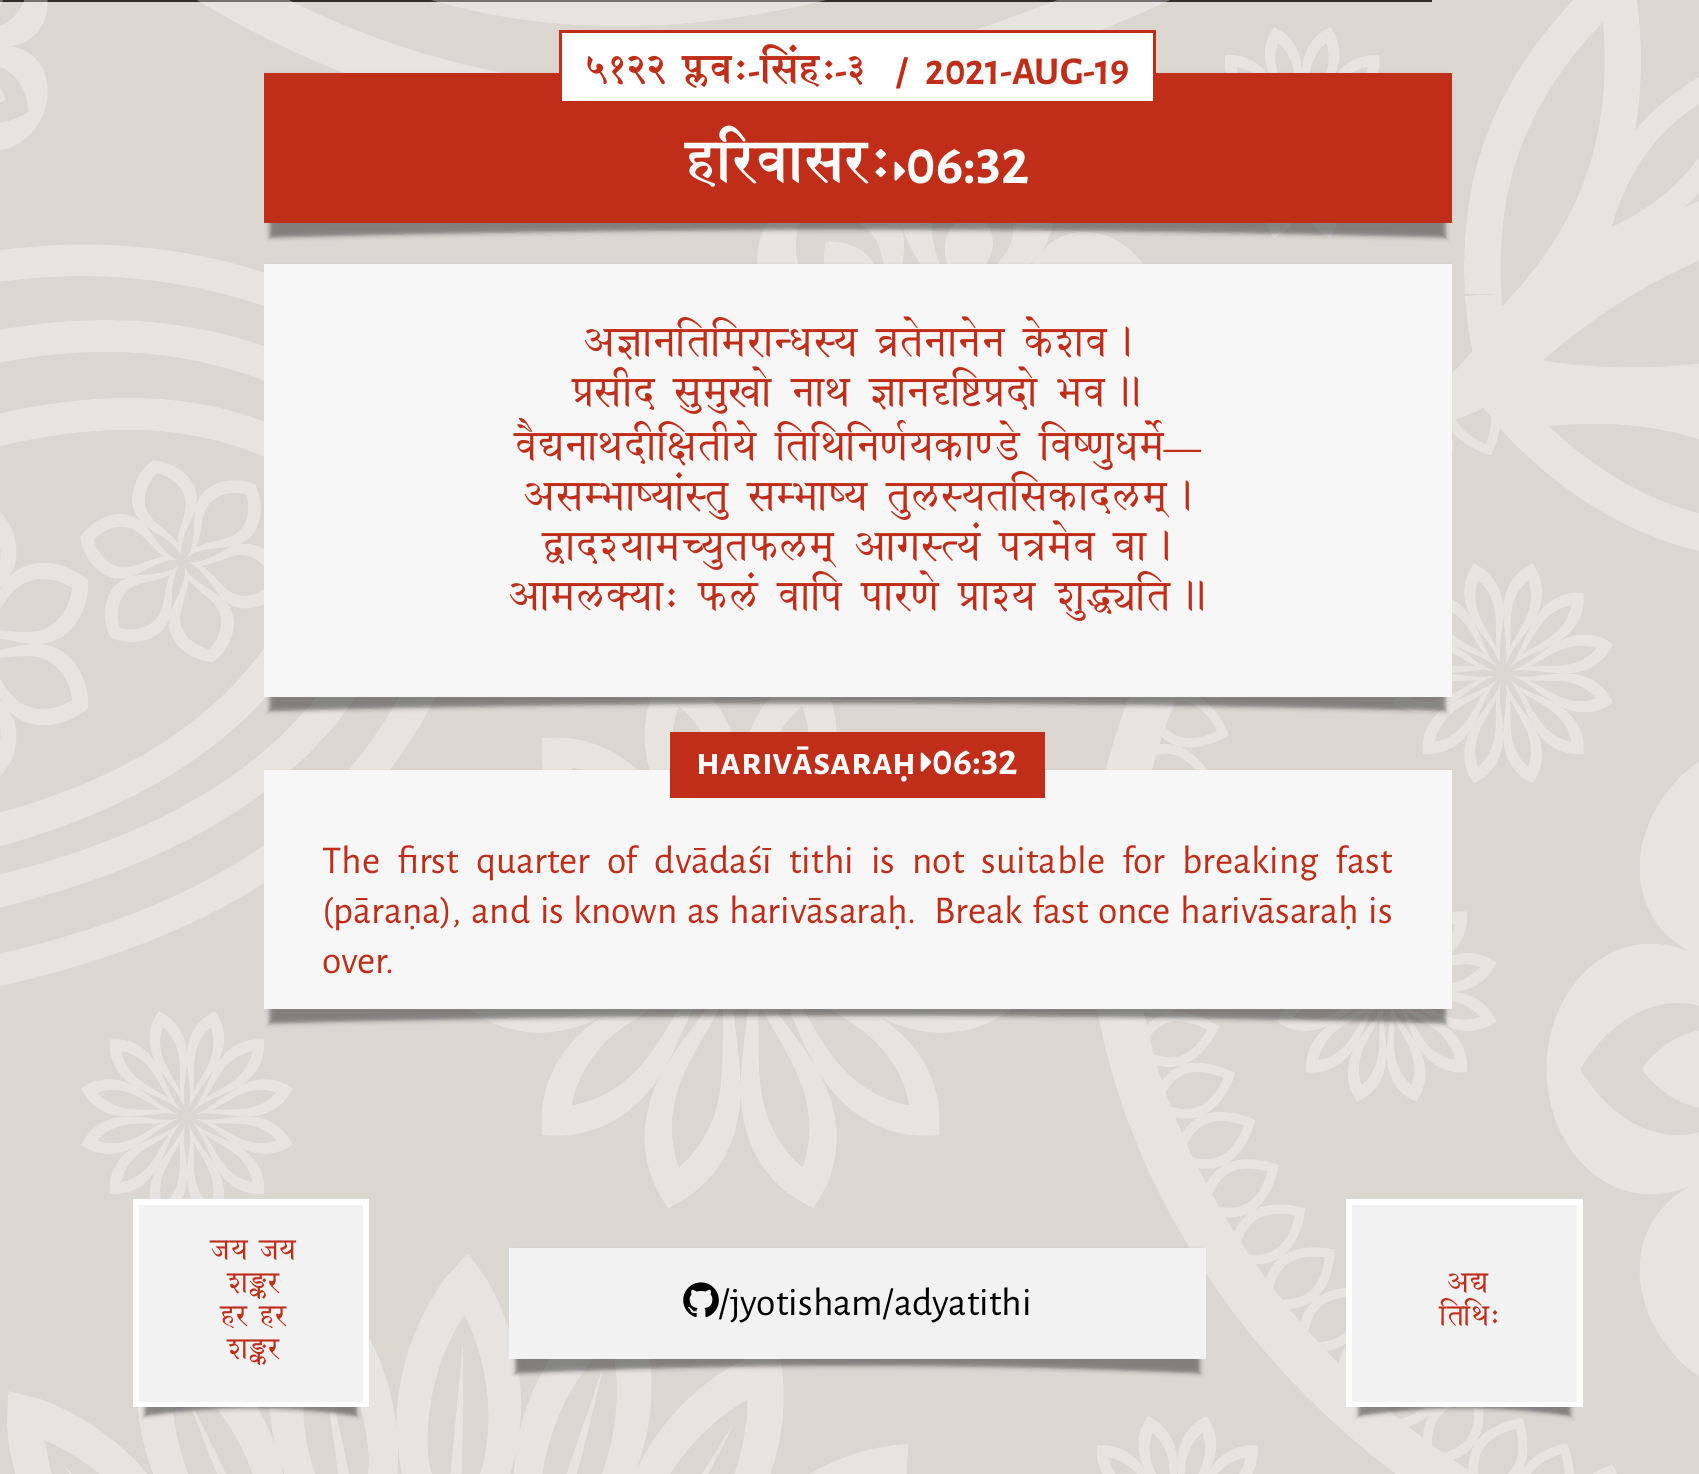 ५१२२ प्लवः-सिंहः-३ / 2021-AUG-19
हरिवासरः▸06:32
अज्ञानतिमिरान्धस्य व्रतेनानेन केशव।
प्रसीद सुमुखो नाथ ज्ञानदृष्टिप्रदो भव॥
वैद्यनाथदीक्षितीये तिथिनिर्णयकाण्डे विष्णुधर्मे—
असम्भाष्यांस्तु सम्भाष्य तुलस्यतसिकादलम्।
द्वादश्यामच्युतफलम् आगस्त्यं पत्रमेव वा।
आमलक्याः फलं वापि पारणे प्राश्य शुद्ध्यति॥
HARIVĀSARAḤ▸06:32
The first quarter of dvādaśī tithi is not suitable for breaking fast
(pāraṇa), and is known as harivāsaraḥ. Break fast once harivāsaraḥ is
over.
जय जय
शङ्कर
हर हर
शङ्कर
/jyotisham/adyatithi
अद्य
तिथिः